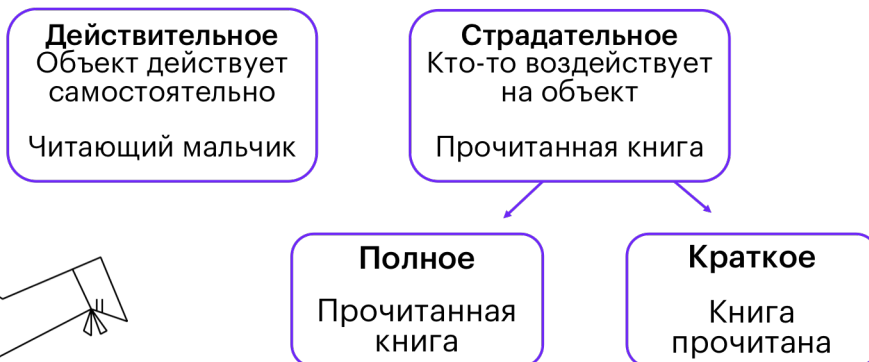 Действительное
Объект действует
самостоятельно
Читающий мальчик
Страдательное
Кто-то воздействует
на объект
Прочитанная книга
Полное
Прочитанная
книга
Краткое
Книга
прочитана